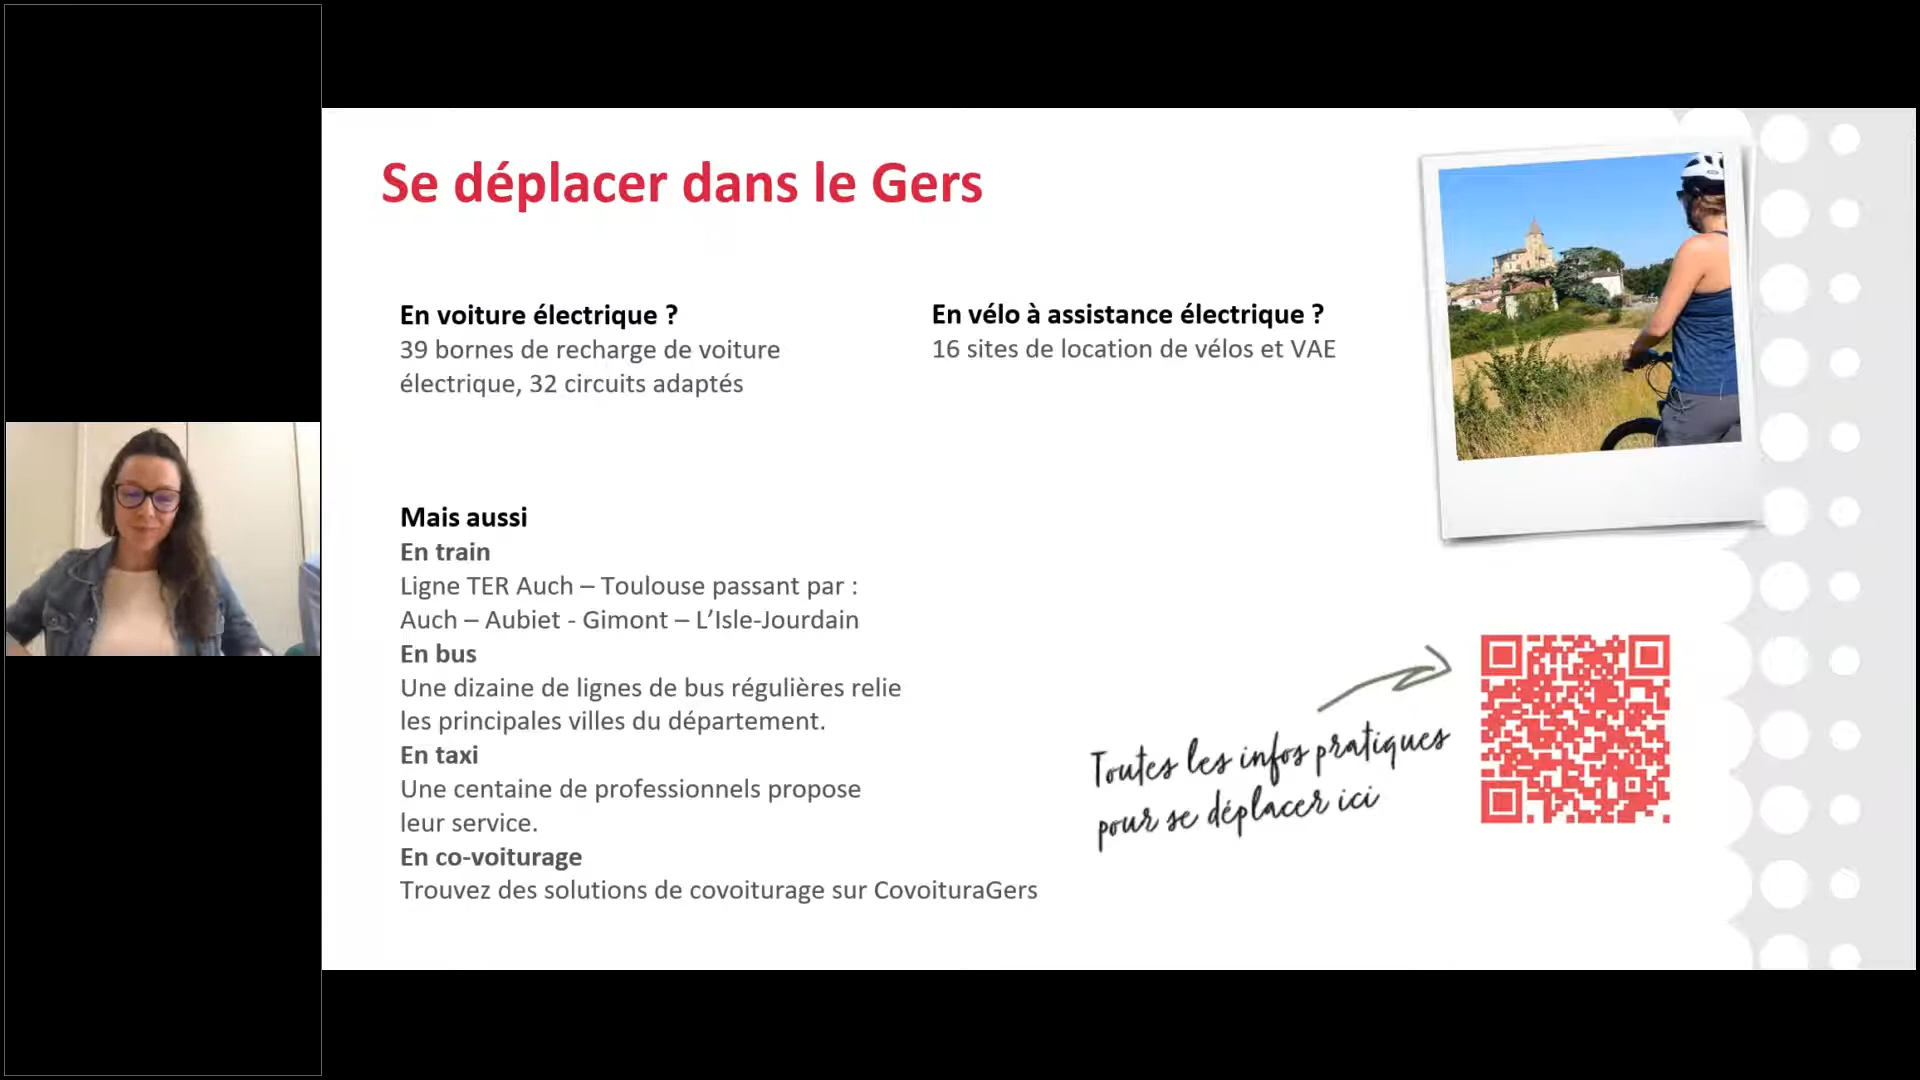 Se déplacer dans le Gers
En voiture électrique ?
39 bornes de recharge de voiture
électrique, 32 circuits adaptés
En vélo à assistance électrique ?
16 sites de location de vélos et VAE
Mais aussi
En train
Ligne TER Auch – Toulouse passant par :
Auch – Aubiet - Gimont – L’Isle-Jourdain
En bus
Une dizaine de lignes de bus régulières relie
les principales villes du département.
En taxi
Une centaine de professionnels propose
leur service.
En co-voiturage
Trouvez des solutions de covoiturage sur CovoituraGers
Toutes les infos pratiques
pour se déplacer ici